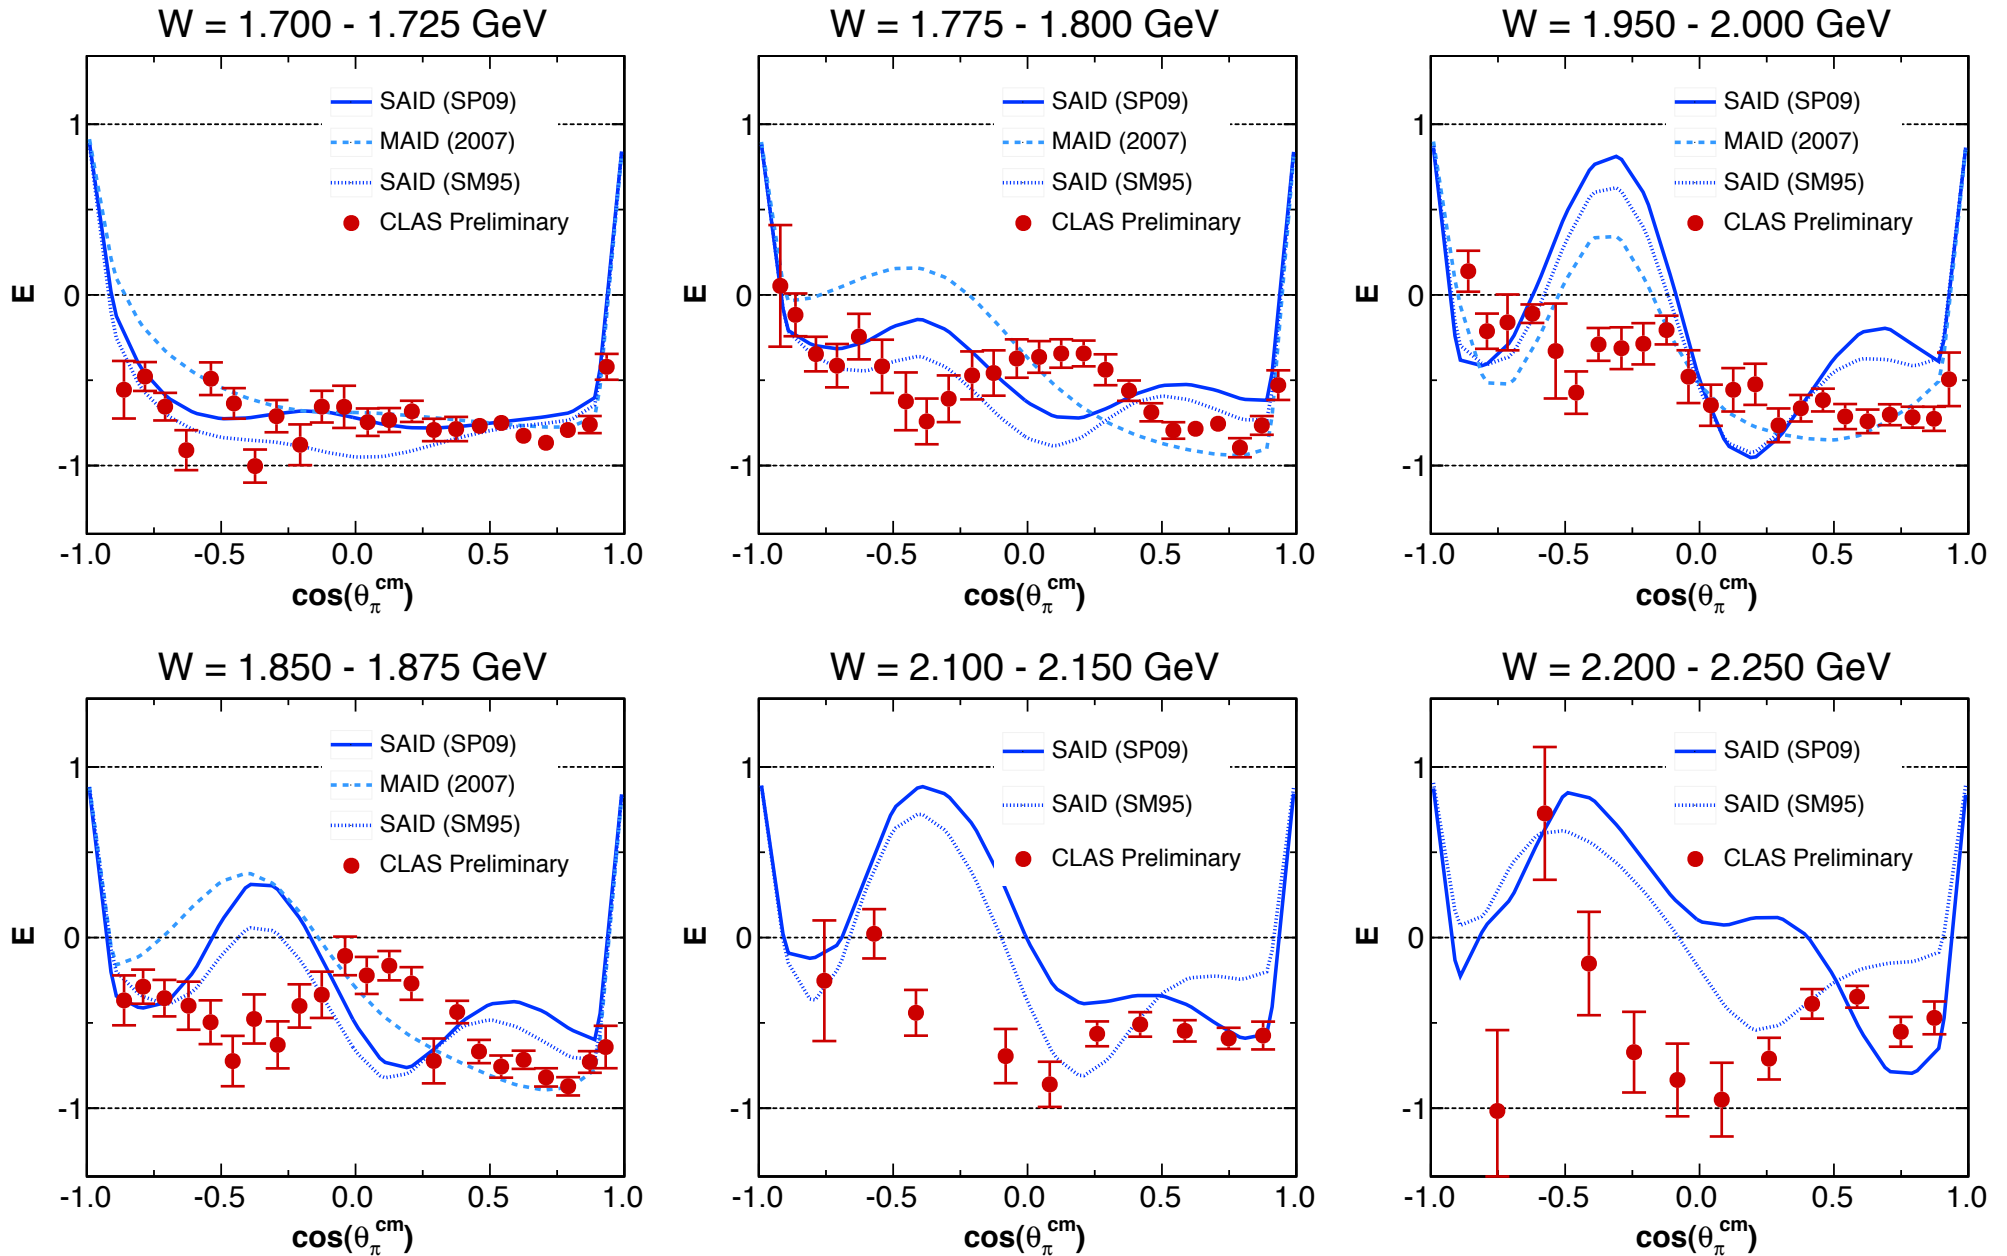 W = 1.700 - 1.725 GeV
SAID (SP09)
MAID (2007)
SAID (SM95)
CLAS Preliminary
1
0
-1
E
-1.0 -0.5 0.0 0.5 1.0
cos(θπcm)
W = 1.775 - 1.800 GeV
SAID (SP09)
MAID (2007)
SAID (SM95)
CLAS Preliminary
1
0
-1
E
-1.0 -0.5 0.0 0.5 1.0
cos(θπcm)
W = 1.950 - 2.000 GeV
SAID (SP09)
MAID (2007)
SAID (SM95)
CLAS Preliminary
1
0
-1
E
-1.0 -0.5 0.0 0.5 1.0
cos(θπcm)
W = 1.850 - 1.875 GeV
SAID (SP09)
MAID (2007)
SAID (SM95)
CLAS Preliminary
1
0
-1
E
-1.0 -0.5 0.0 0.5 1.0
cos(θπcm)
W = 2.100 - 2.150 GeV
SAID (SP09)
SAID (SM95)
CLAS Preliminary
1
0
-1
E
-1.0 -0.5 0.0 0.5 1.0
cos(θπcm)
W = 2.200 - 2.250 GeV
SAID (SP09)
SAID (SM95)
CLAS Preliminary
1
0
-1
E
-1.0 -0.5 0.0 0.5 1.0
cos(θπcm)